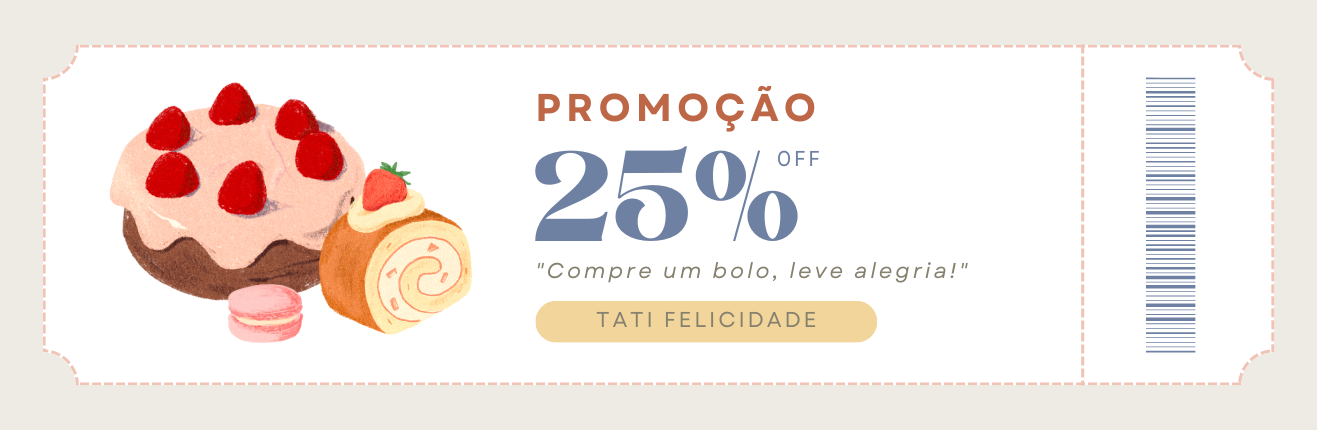 PROMOÇÃO
25% OFF
"Compre um bolo, leve alegria!"
TATI FELICIDADE